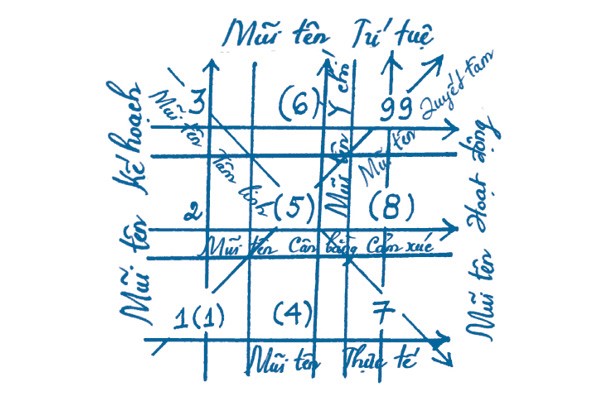 Mũi tên Trí tuệ
3 (6) 99
Mũi tên Kế hoạch
Mũi tên Tâm linh
Mũi tên Ý chí
Mũi tên Quyết tâm
2 (5) (8)
Mũi tên Hoạt động
Mũi tên Cân bằng Cảm xúc
1(1) (4) 7
Mũi tên Thực tế